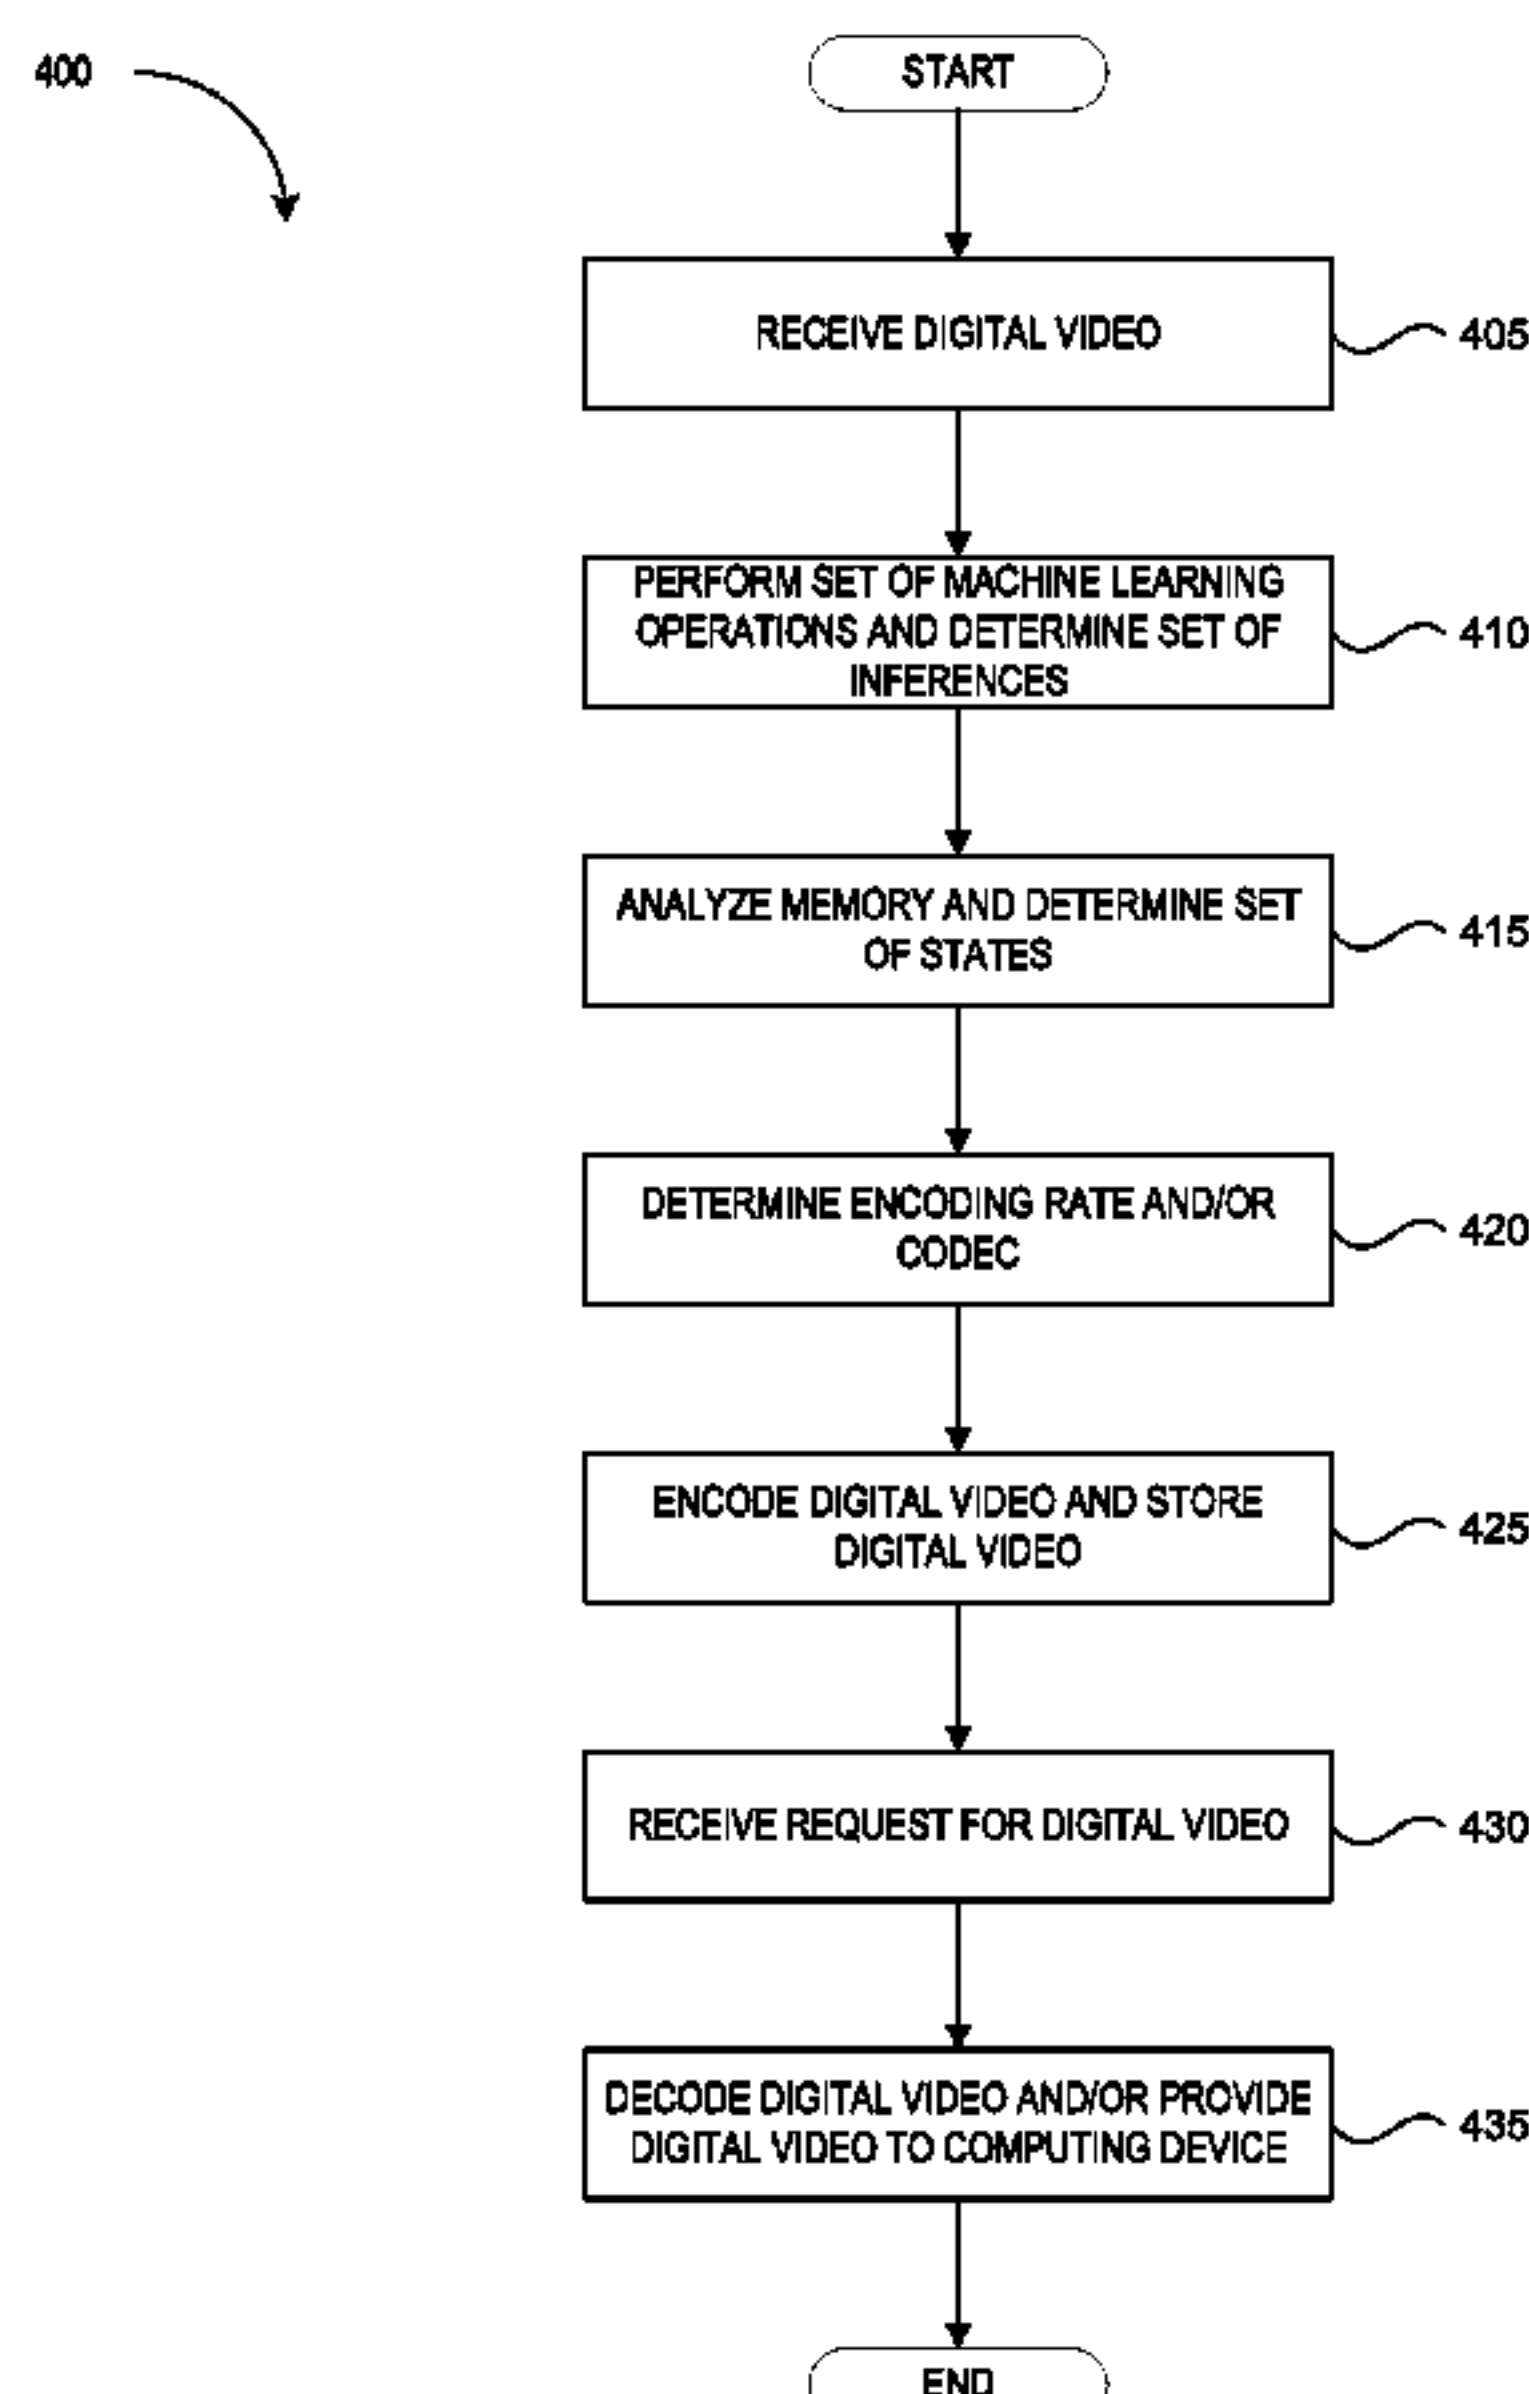 400
START
RECEIVE DIGITAL VIDEO
405
PERFORM SET OF MACHINE LEARNING
OPERATIONS AND DETERMINE SET OF
INFERENCES
410
ANALYZE MEMORY AND DETERMINE SET
OF STATES
415
DETERMINE ENCODING RATE AND/OR
CODEC
420
ENCODE DIGITAL VIDEO AND STORE
DIGITAL VIDEO
425
RECEIVE REQUEST FOR DIGITAL VIDEO
430
DECODE DIGITAL VIDEO AND/OR PROVIDE
DIGITAL VIDEO TO COMPUTING DEVICE
435
END